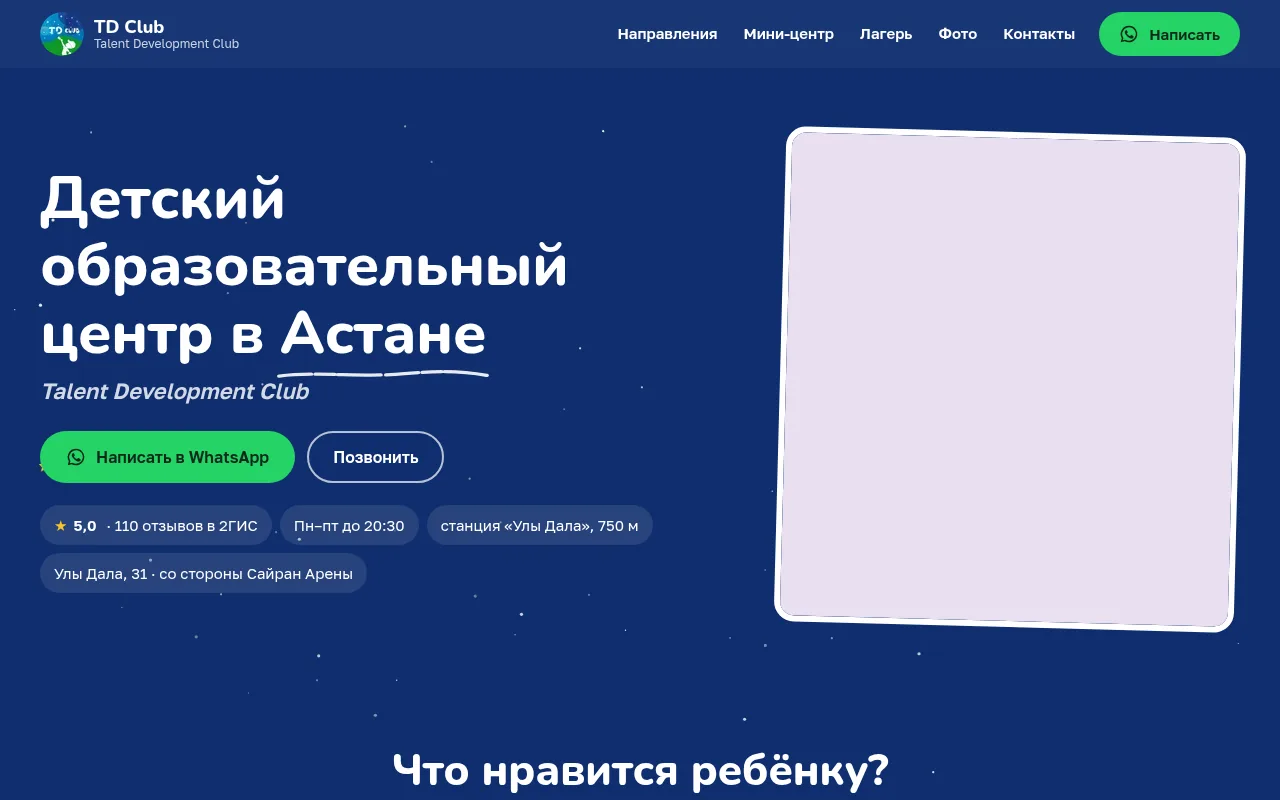 TD CLUB
TD Club
Talent Development Club
Направления
Мини-центр
Лагерь
Фото
Контакты
Написать
Детский
образовательный
центр в Астане
Talent Development Club
Написать в WhatsApp
Позвонить
★ 5,0 · 110 отзывов в 2ГИС
Пн–пт до 20:30
станция «Улы Дала», 750 м
Улы Дала, 31 · со стороны Сайран Арены
Что нравится ребёнку?